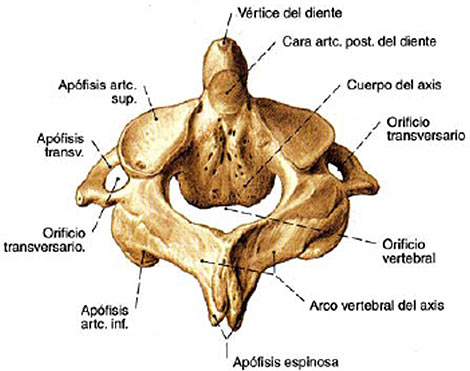 Vértice del diente
Cara artc. post. del diente
Apófisis artc.
sup.
Cuerpo del axis
Apófisis
transv.
Orificio
transversario
Orificio
transversario.
Orificio
vertebral
Apófisis
artc. inf.
Arco vertebral del axis
Apófisis espinosa